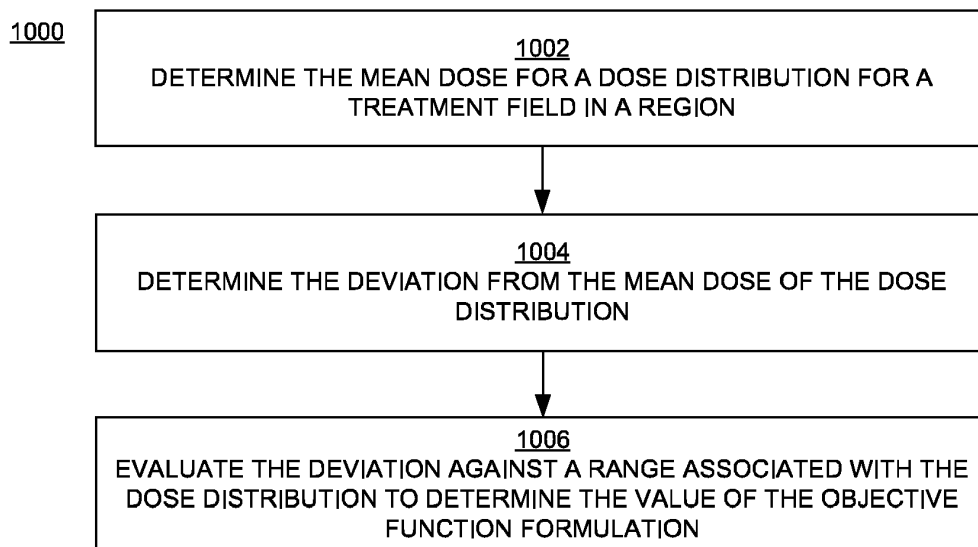 1000
1002
DETERMINE THE MEAN DOSE FOR A DOSE DISTRIBUTION FOR A
TREATMENT FIELD IN A REGION
1004
DETERMINE THE DEVIATION FROM THE MEAN DOSE OF THE DOSE
DISTRIBUTION
1006
EVALUATE THE DEVIATION AGAINST A RANGE ASSOCIATED WITH THE
DOSE DISTRIBUTION TO DETERMINE THE VALUE OF THE OBJECTIVE
FUNCTION FORMULATION